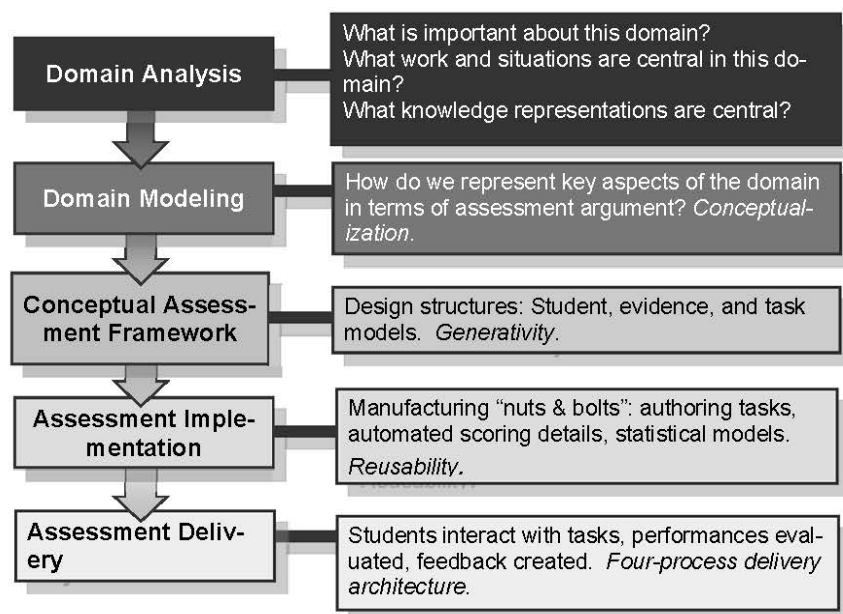 Domain Analysis
What is important about this domain?
What work and situations are central in this do-
main?
What knowledge representations are central?
Domain Modeling
How do we represent key aspects of the domain
in terms of assessment argument? Conceptual-
ization.
Conceptual Assess-
ment Framework
Design structures: Student, evidence, and task
models. Generativity.
Assessment Imple-
mentation
Manufacturing “nuts & bolts”: authoring tasks,
automated scoring details, statistical models.
Reusability.
Assessment Deliv-
ery
Students interact with tasks, performances eval-
uated, feedback created. Four-process delivery
architecture.